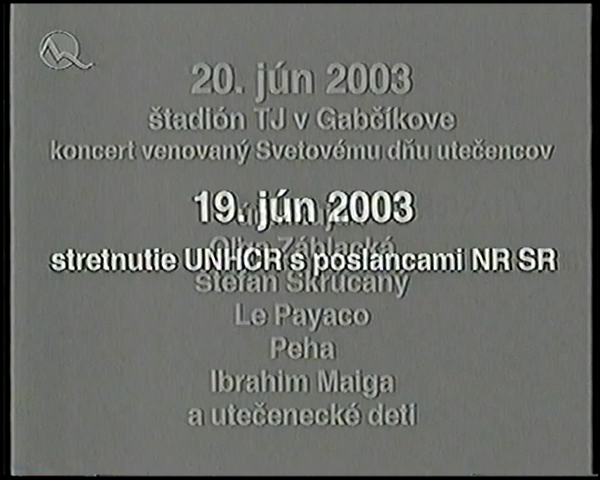 20. jún 2003
štadión TJ v Gabčíkove
koncert venovaný Svetovému dňu utečencov
19. jún 2003
stretnutie UNHCR s poslancami NR SR
Le Payaco
Peha
Ibrahim Maiga
a utečenecké deti